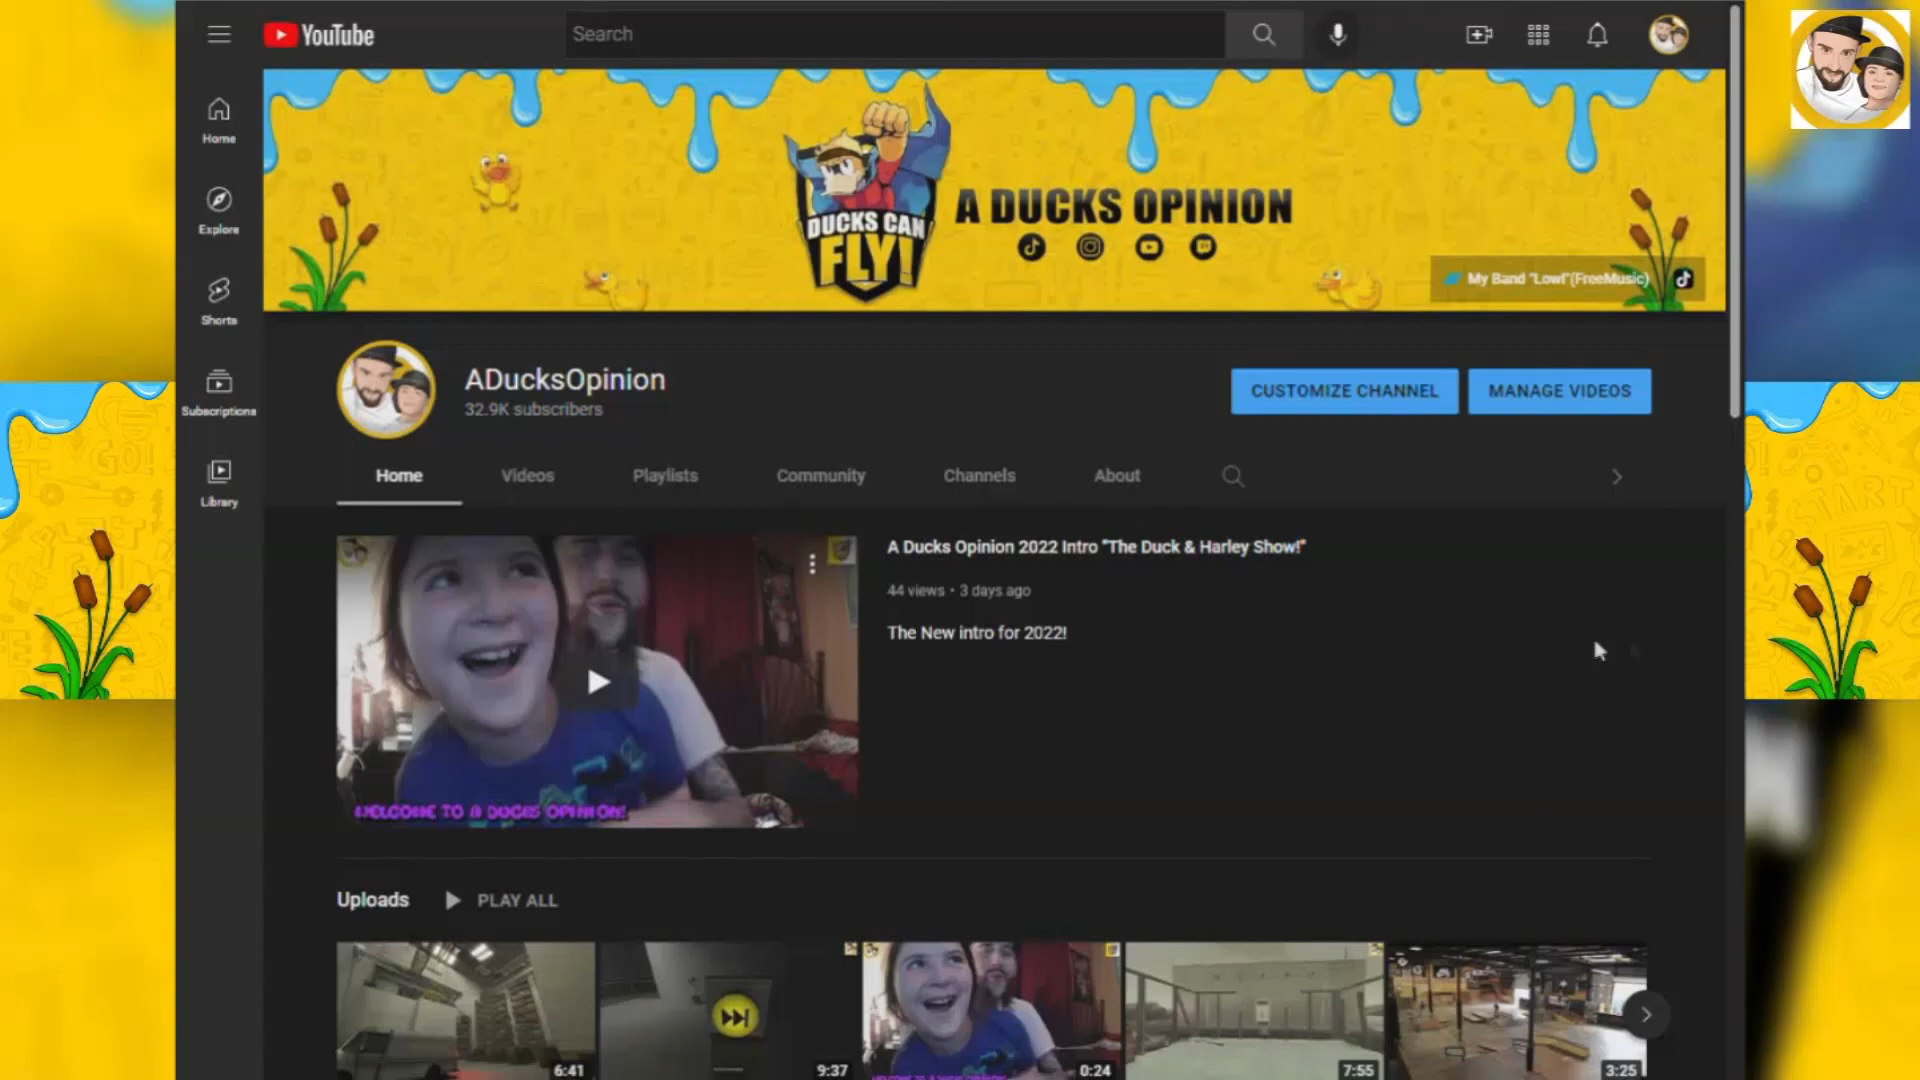 YouTube
Search
Home
Explore
Shorts
Subscriptions
Library
DUCKS CAN
FLY!
A DUCKS OPINION
My Band "Lowf"(FreeMusic)
ADucksOpinion
32.9K subscribers
CUSTOMIZE CHANNEL
MANAGE VIDEOS
Home
Videos
Playlists
Community
Channels
About
A Ducks Opinion 2022 Intro "The Duck & Harley Show!"
44 views • 3 days ago
The New intro for 2022!
WELCOME TO A DUCKS OPINION!
Uploads
PLAY ALL
6:41
9:37
0:24
7:55
3:25
START
GO!